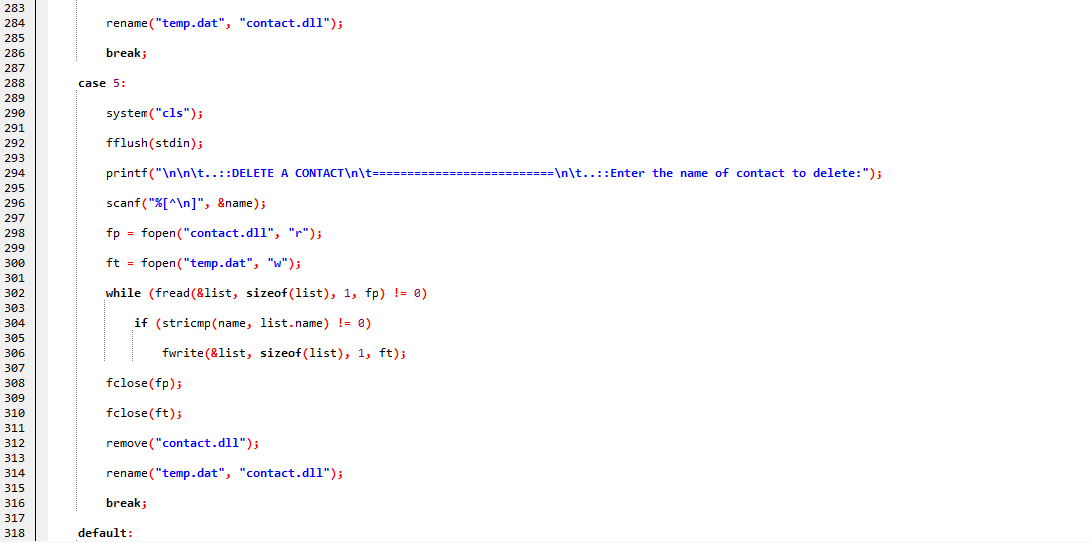 283
284 rename("temp.dat", "contact.dll");
285
286 break;
287
288 case 5:
289
290 system("cls");
291
292 fflush(stdin);
293
294 printf("\n\n\t..::DELETE A CONTACT\n\t==========================\n\t..::Enter the name of contact to delete:");
295
296 scanf("%[^\n]", &name);
297
298 fp = fopen("contact.dll", "r");
299
300 ft = fopen("temp.dat", "w");
301
302 while (fread(&list, sizeof(list), 1, fp) != 0)
303
304 if (stricmp(name, list.name) != 0)
305
306 fwrite(&list, sizeof(list), 1, ft);
307
308 fclose(fp);
309
310 fclose(ft);
311
312 remove("contact.dll");
313
314 rename("temp.dat", "contact.dll");
315
316 break;
317
318 default: